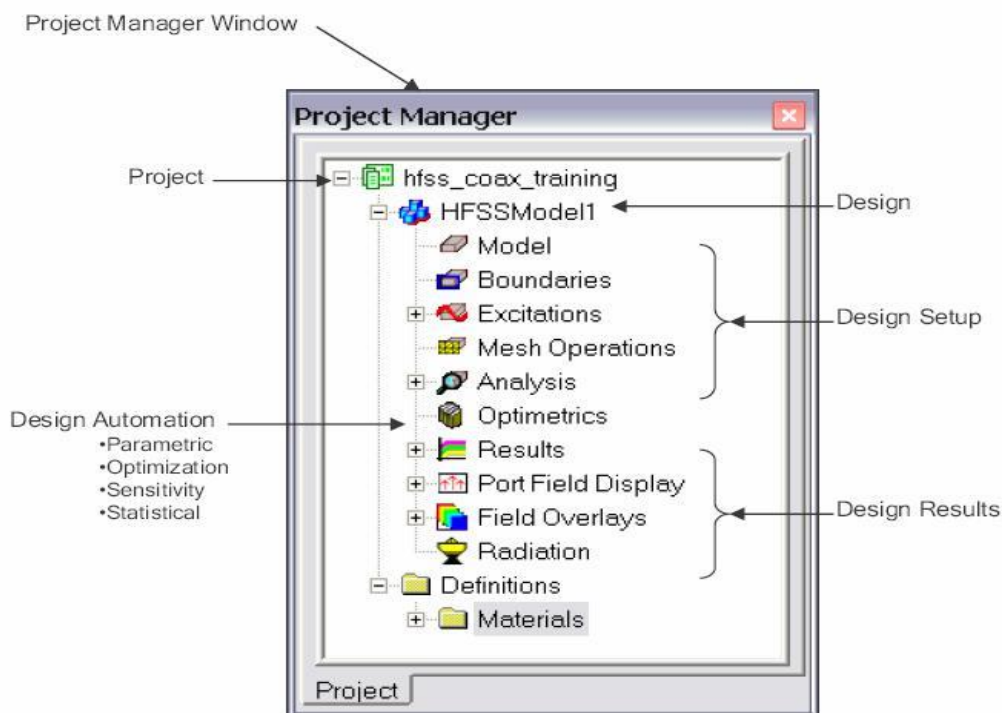 Project Manager Window
Project Manager
Project
hfss_coax_training
HFSSModel1
Design
Model
Boundaries
Excitations
Design Setup
Mesh Operations
Analysis
Design Automation
•Parametric
•Optimization
•Sensitivity
•Statistical
Optimetrics
Results
Port Field Display
Design Results
Field Overlays
Radiation
Definitions
Materials
Project